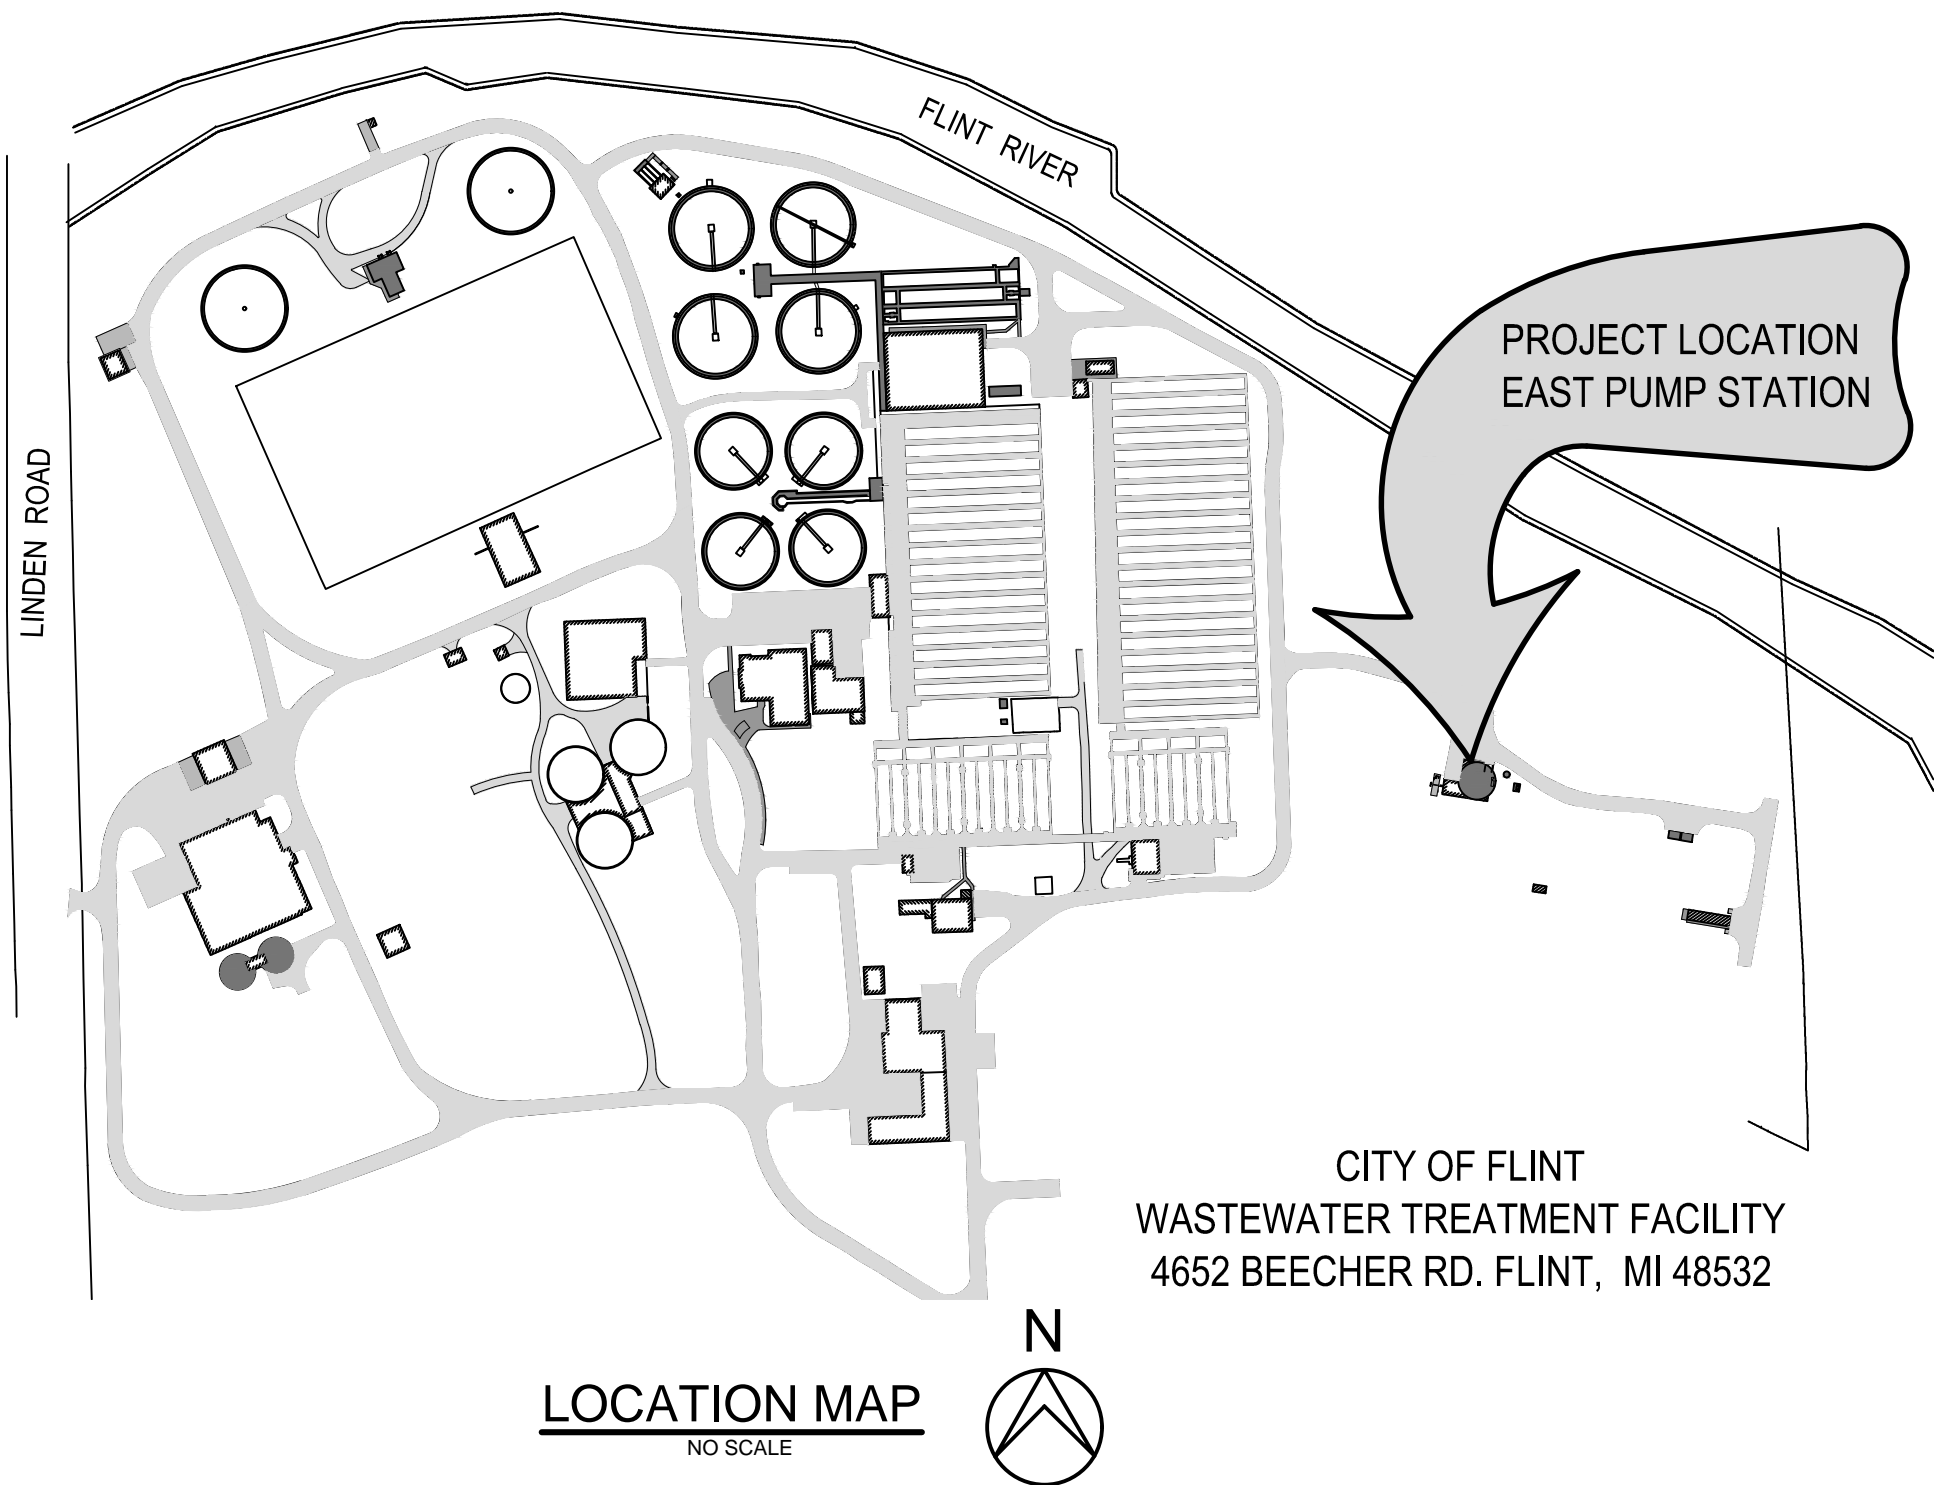 FLINT RIVER
PROJECT LOCATION
EAST PUMP STATION
LINDEN ROAD
CITY OF FLINT
WASTEWATER TREATMENT FACILITY
4652 BEECHER RD. FLINT, MI 48532
N
LOCATION MAP
NO SCALE